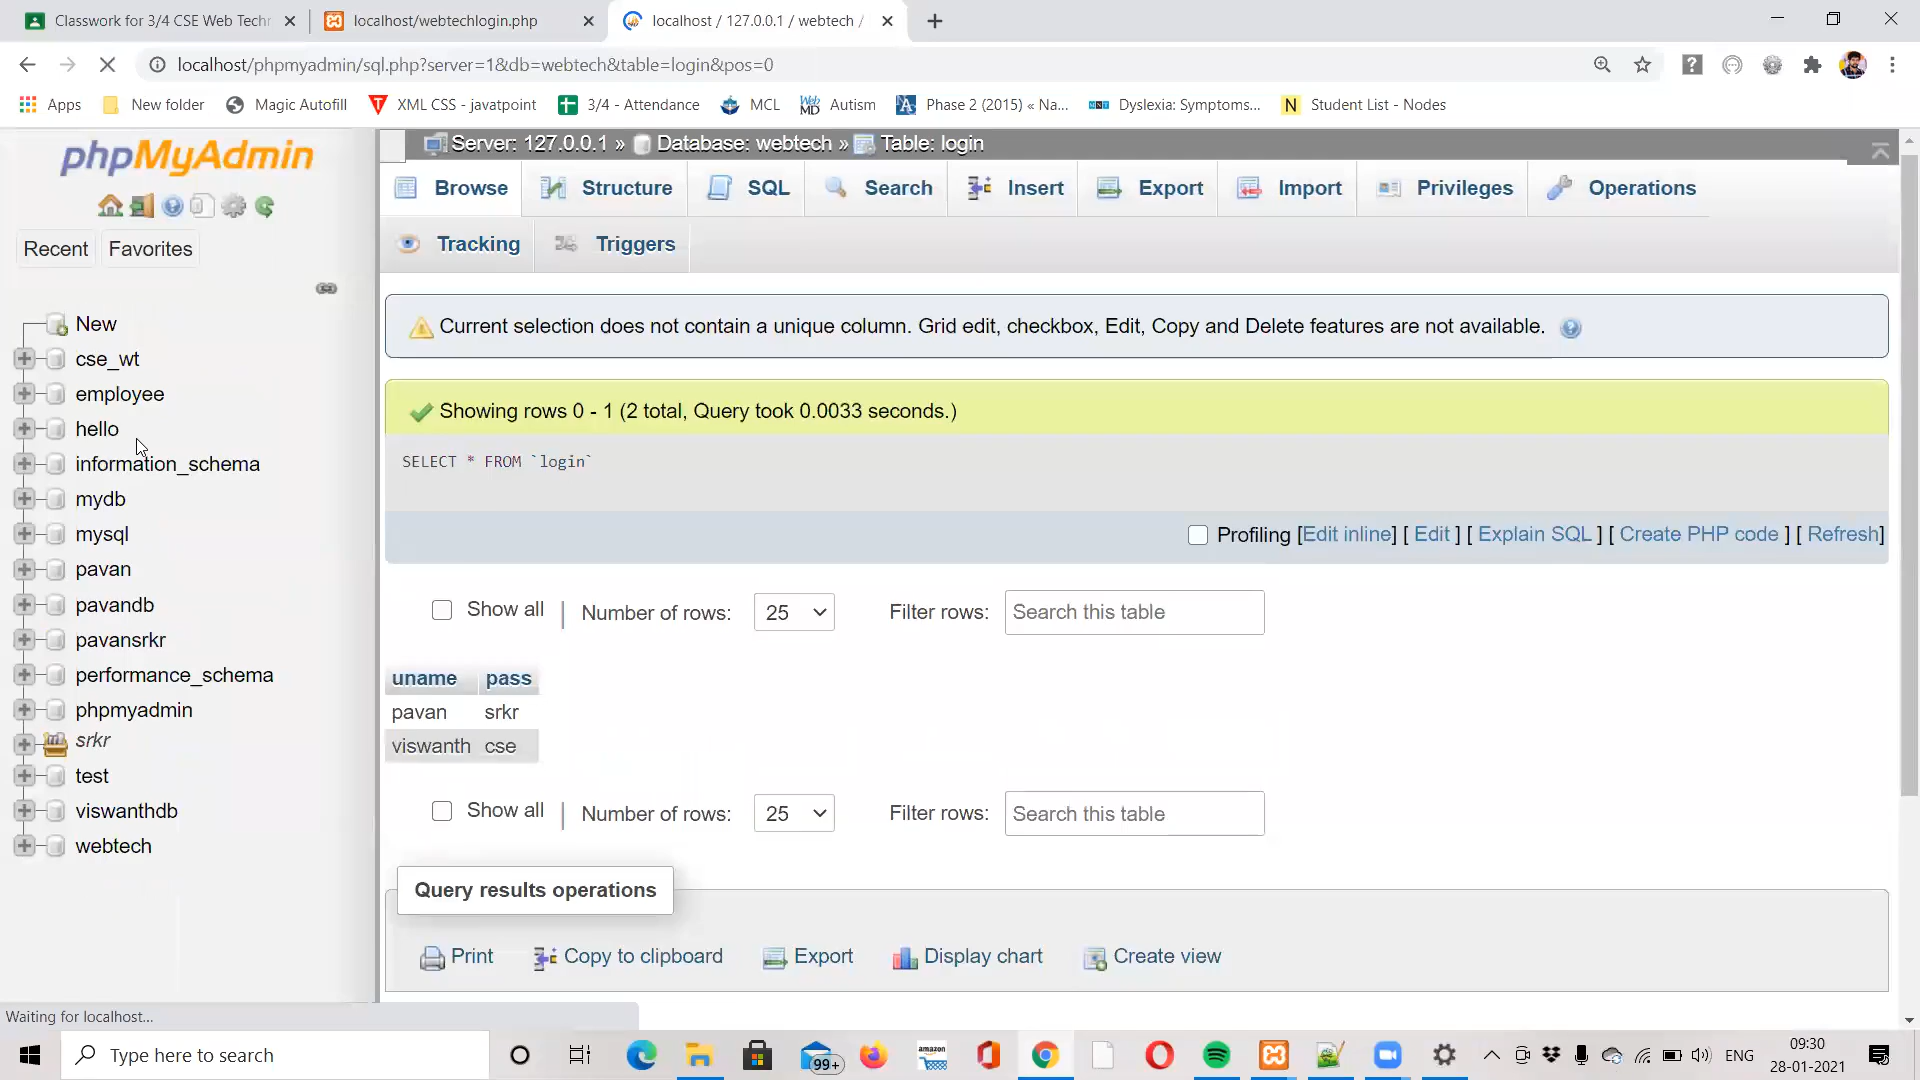 Classwork for 3/4 CSE Web Techn
localhost/webtechlogin.php
localhost / 127.0.0.1 / webtech /
localhost/phpmyadmin/sql.php?server=1&db=webtech&table=login&pos=0
Apps New folder Magic Autofill XML CSS - javatpoint 3/4 - Attendance MCL Autism Phase 2 (2015) « Na... Dyslexia: Symptoms... N Student List - Nodes
phpMyAdmin
Recent Favorites
New
cse_wt
employee
hello
information_schema
mydb
mysql
pavan
pavandb
pavansrkr
performance_schema
phpmyadmin
srkr
test
viswanthdb
webtech
Server: 127.0.0.1 » Database: webtech » Table: login
Browse Structure SQL Search Insert Export Import Privileges Operations
Tracking Triggers
Current selection does not contain a unique column. Grid edit, checkbox, Edit, Copy and Delete features are not available.
Showing rows 0 - 1 (2 total, Query took 0.0033 seconds.)
SELECT * FROM `login`
Profiling [Edit inline] [ Edit ] [ Explain SQL ] [ Create PHP code ] [ Refresh]
Show all | Number of rows: 25 Filter rows: Search this table
uname pass
pavan srkr
viswanth cse
Show all | Number of rows: 25 Filter rows: Search this table
Query results operations
Print Copy to clipboard Export Display chart Create view
Waiting for localhost...
Type here to search
99+
amazon
ENG
09:30
28-01-2021